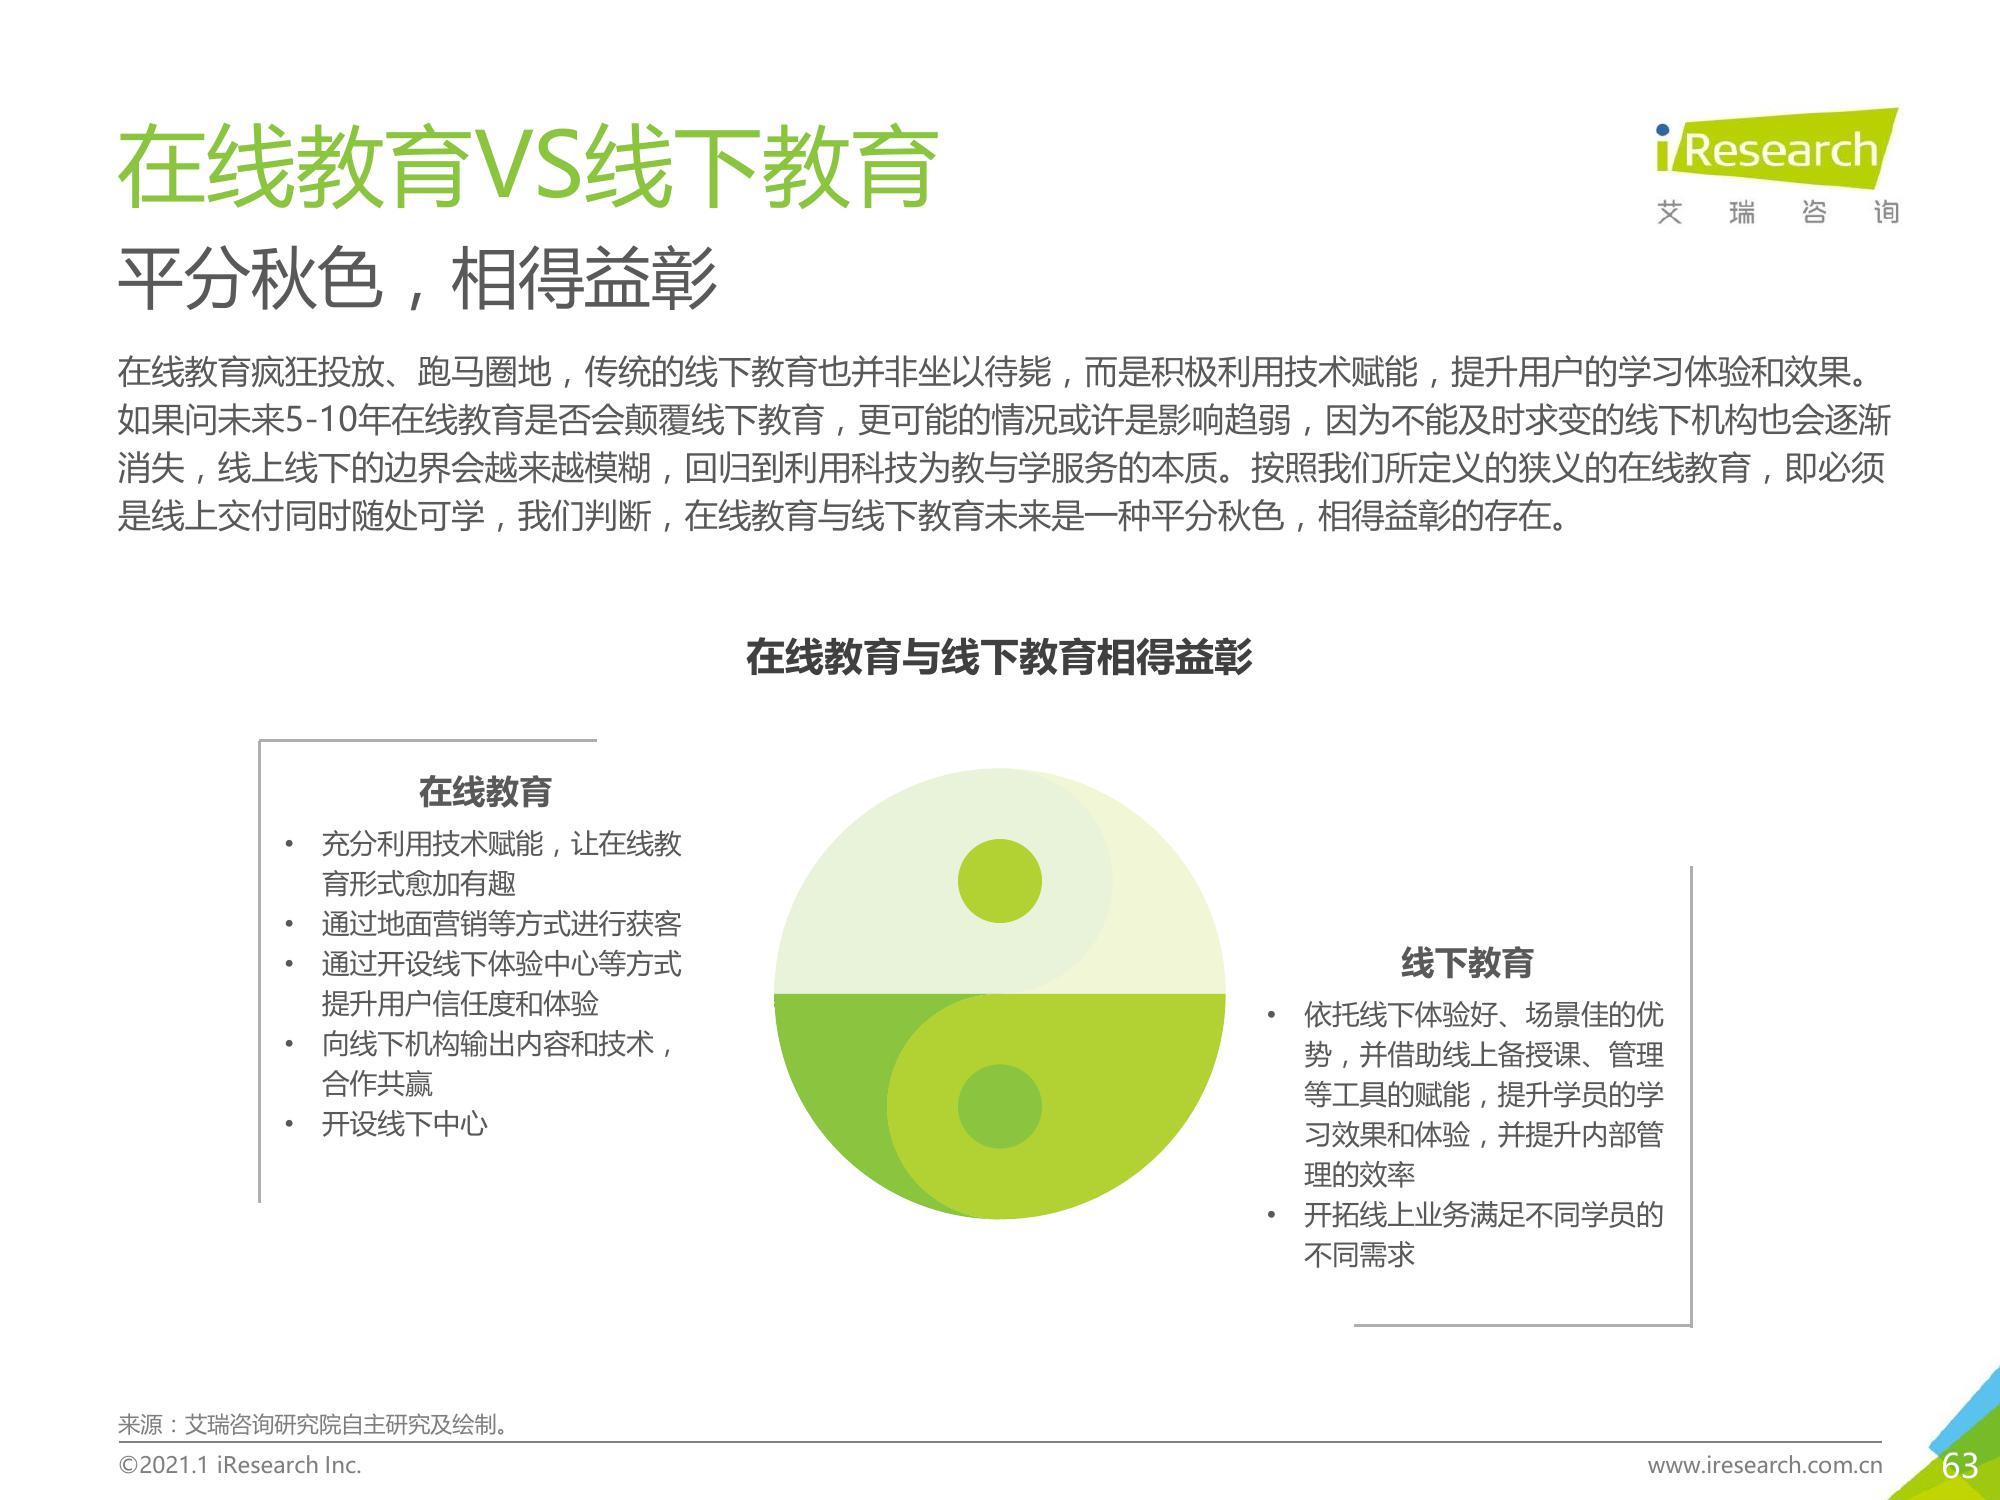 在线教育VS线下教育
iResearch
艾瑞咨询
平分秋色，相得益彰
在线教育疯狂投放、跑马圈地，传统的线下教育也并非坐以待毙，而是积极利用技术赋能，提升用户的学习体验和效果。
如果问未来5-10年在线教育是否会颠覆线下教育，更可能的情况或许是影响趋弱，因为不能及时求变的线下机构也会逐渐
消失，线上线下的边界会越来越模糊，回归到利用科技为教与学服务的本质。按照我们所定义的狭义的在线教育，即必须
是线上交付同时随处可学，我们判断，在线教育与线下教育未来是一种平分秋色，相得益彰的存在。
在线教育与线下教育相得益彰
在线教育
• 充分利用技术赋能，让在线教
育形式愈加有趣
• 通过地面营销等方式进行获客
• 通过开设线下体验中心等方式
提升用户信任度和体验
• 向线下机构输出内容和技术，
合作共赢
• 开设线下中心
线下教育
• 依托线下体验好、场景佳的优
势，并借助线上备授课、管理
等工具的赋能，提升学员的学
习效果和体验，并提升内部管
理的效率
• 开拓线上业务满足不同学员的
不同需求
来源：艾瑞咨询研究院自主研究及绘制。
©2021.1 iResearch Inc.
www.iresearch.com.cn
63